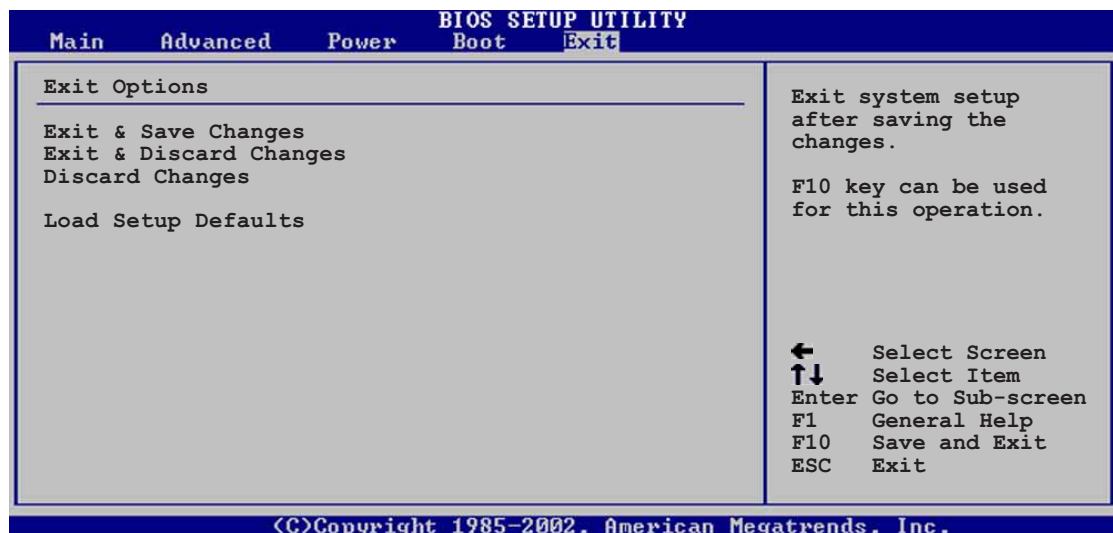 BIOS SETUP UTILITY
Main Advanced Power Boot Exit
Exit Options
Exit & Save Changes
Exit & Discard Changes
Discard Changes
Load Setup Defaults
Exit system setup
after saving the
changes.
F10 key can be used
for this operation.
← Select Screen
↑↓ Select Item
Enter Go to Sub-screen
F1 General Help
F10 Save and Exit
ESC Exit
(C)Copyright 1985-2002, American Megatrends, Inc.